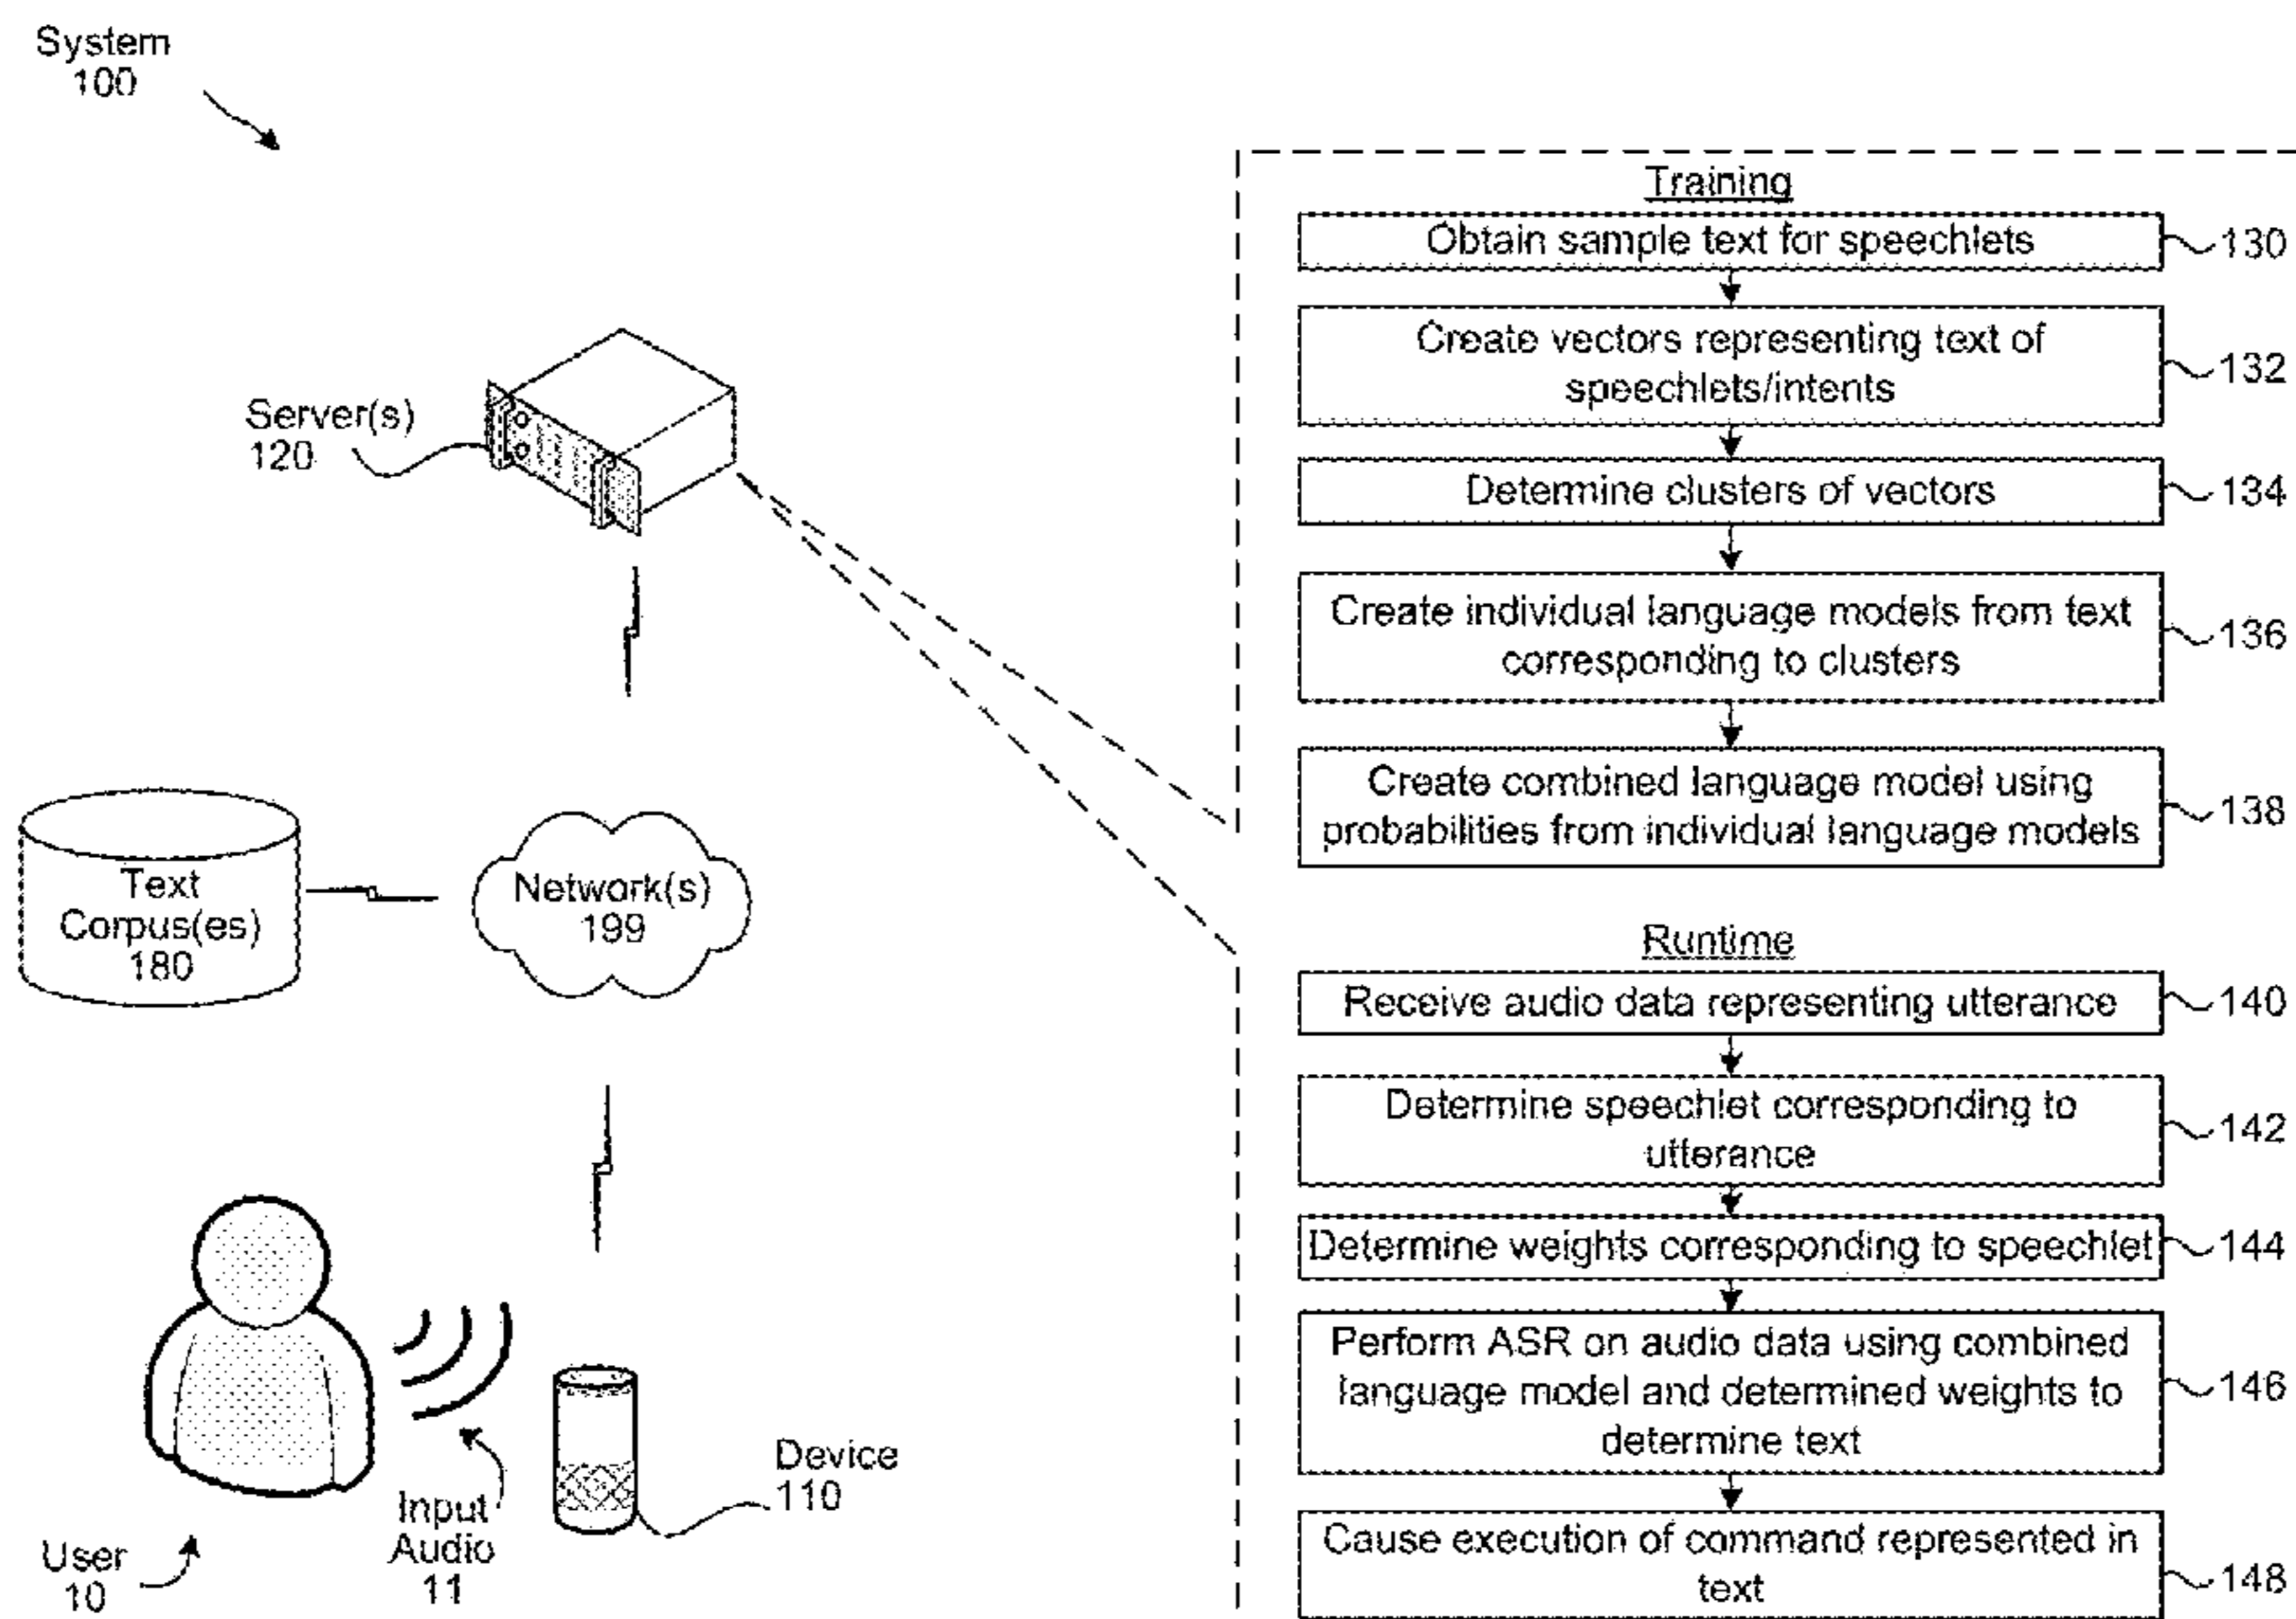 System
100
Server(s)
120
Text
Corpus(es)
180
Network(s)
199
User
10
Input
Audio
11
Device
110
Training
Obtain sample text for speechlets
130
Create vectors representing text of
speechlets/intents
132
Determine clusters of vectors
134
Create individual language models from text
corresponding to clusters
136
Create combined language model using
probabilities from individual language models
138
Runtime
Receive audio data representing utterance
140
Determine speechlet corresponding to
utterance
142
Determine weights corresponding to speechlet
144
Perform ASR on audio data using combined
language model and determined weights to
determine text
146
Cause execution of command represented in
text
148